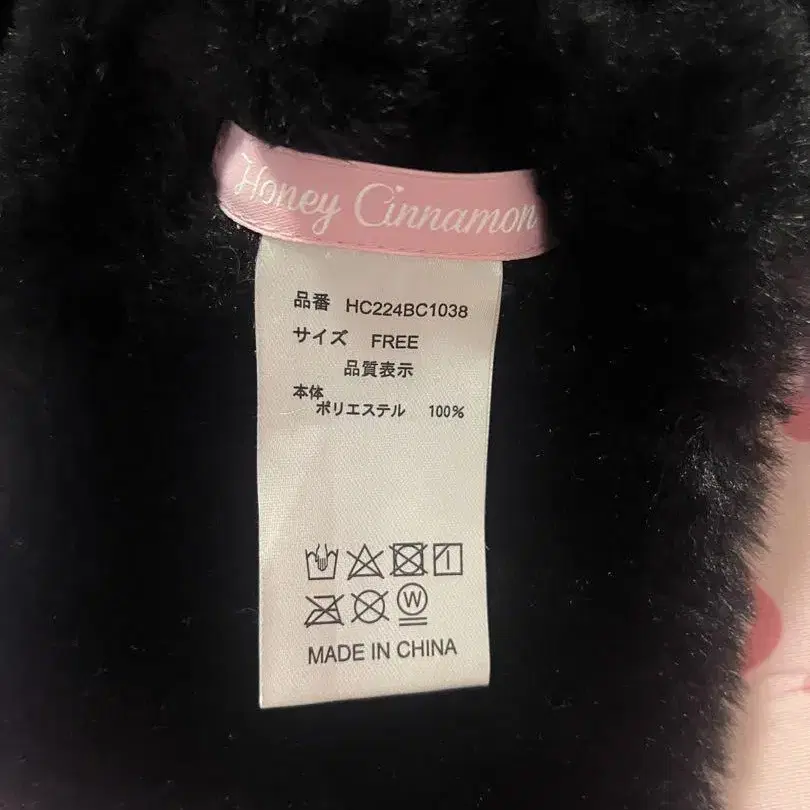 Honey Cinnamon
品番 HC224BC1038
サイズ FREE
品質表示
本体
ポリエステル 100%
W
MADE IN CHINA